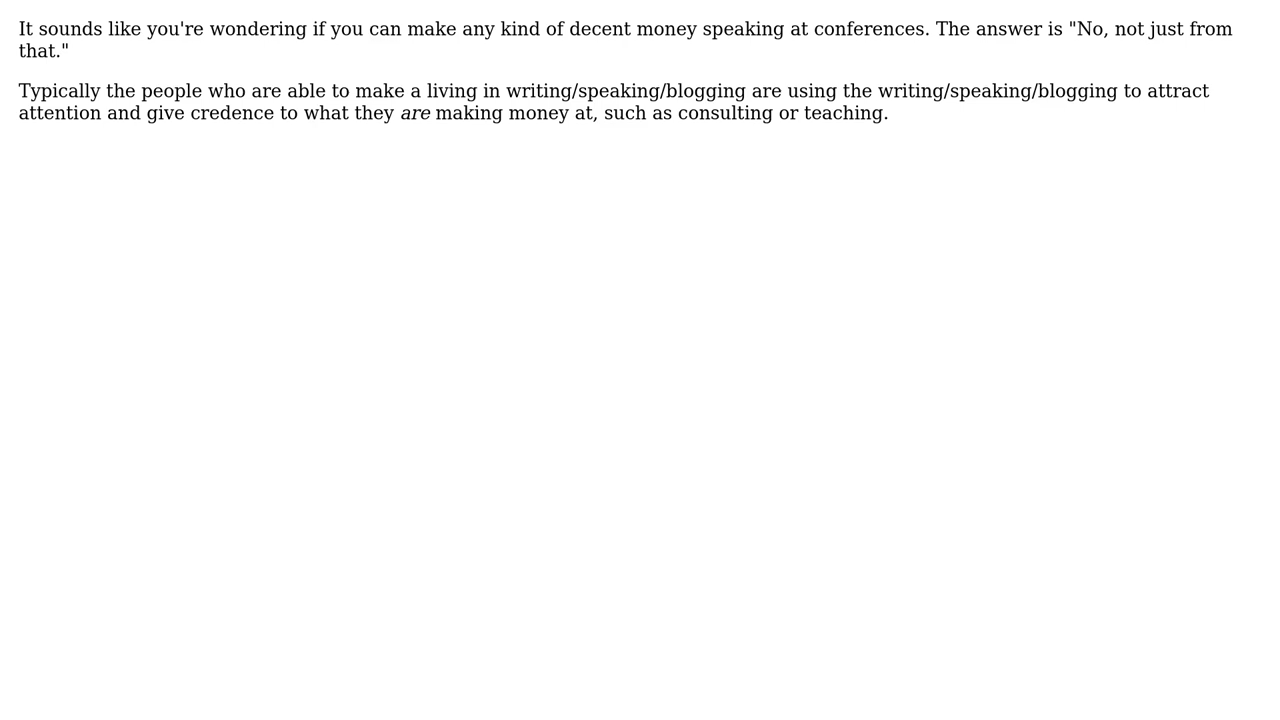 It sounds like you're wondering if you can make any kind of decent money speaking at conferences. The answer is "No, not just from
that."
Typically the people who are able to make a living in writing/speaking/blogging are using the writing/speaking/blogging to attract
attention and give credence to what they are making money at, such as consulting or teaching.